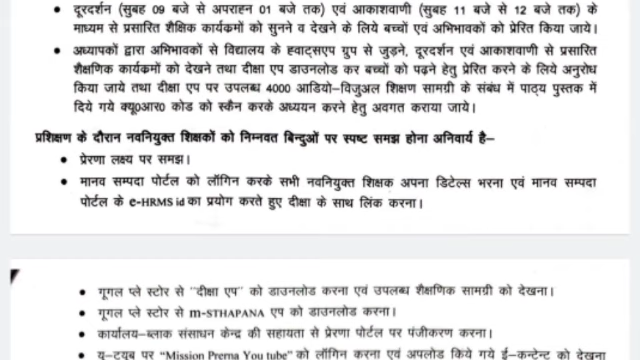 • दूरदर्शन (सुबह 09 बजे से अपराह्न 01 बजे तक) एवं आकाशवाणी (सुबह 11 बजे से 12 बजे तक) के
माध्यम से प्रसारित शैक्षिक कार्यक्रमों को सुनने व देखने के लिये बच्चों एवं अभिभावकों को प्रेरित किया जाये।
• अध्यापकों द्वारा अभिभावकों से विद्यालय के ह्वाट्सएप ग्रुप से जुड़ने, दूरदर्शन एवं आकाशवाणी से प्रसारित
शैक्षणिक कार्यक्रमों को देखने तथा दीक्षा एप डाउनलोड कर बच्चों को पढ़ने हेतु प्रेरित करने के लिये अनुरोध
किया जाये तथा दीक्षा एप पर उपलब्ध 4000 आडियो–विजुअल शिक्षण सामग्री के संबंध में पाठ्य पुस्तक में
दिये गये क्यू0आर0 कोड को स्कैन करके अध्ययन करने हेतु अवगत कराया जाये।
प्रशिक्षण के दौरान नवनियुक्त शिक्षकों को निम्नवत बिन्दुओं पर स्पष्ट समझ होना अनिवार्य है–
• प्रेरणा लक्ष्य पर समझ।
• मानव सम्पदा पोर्टल को लॉगिन करके सभी नवनियुक्त शिक्षक अपना डिटेल्स भरना एवं मानव सम्पदा
पोर्टल के e-HRMS id का प्रयोग करते हुए दीक्षा के साथ लिंक करना।
• गूगल प्ले स्टोर से "दीक्षा एप" को डाउनलोड करना एवं उपलब्ध शैक्षणिक सामग्री को देखना।
• गूगल प्ले स्टोर से m-STHAPANA एप को डाउनलोड करना।
• कार्यालय–ब्लाक संसाधन केन्द्र की सहायता से प्रेरणा पोर्टल पर पंजीकरण करना।
• यू–ट्यूब पर "Mission Prerna You tube" को लॉगिन करना एवं अपलोड किये गये ई–कन्टेन्ट को देखना